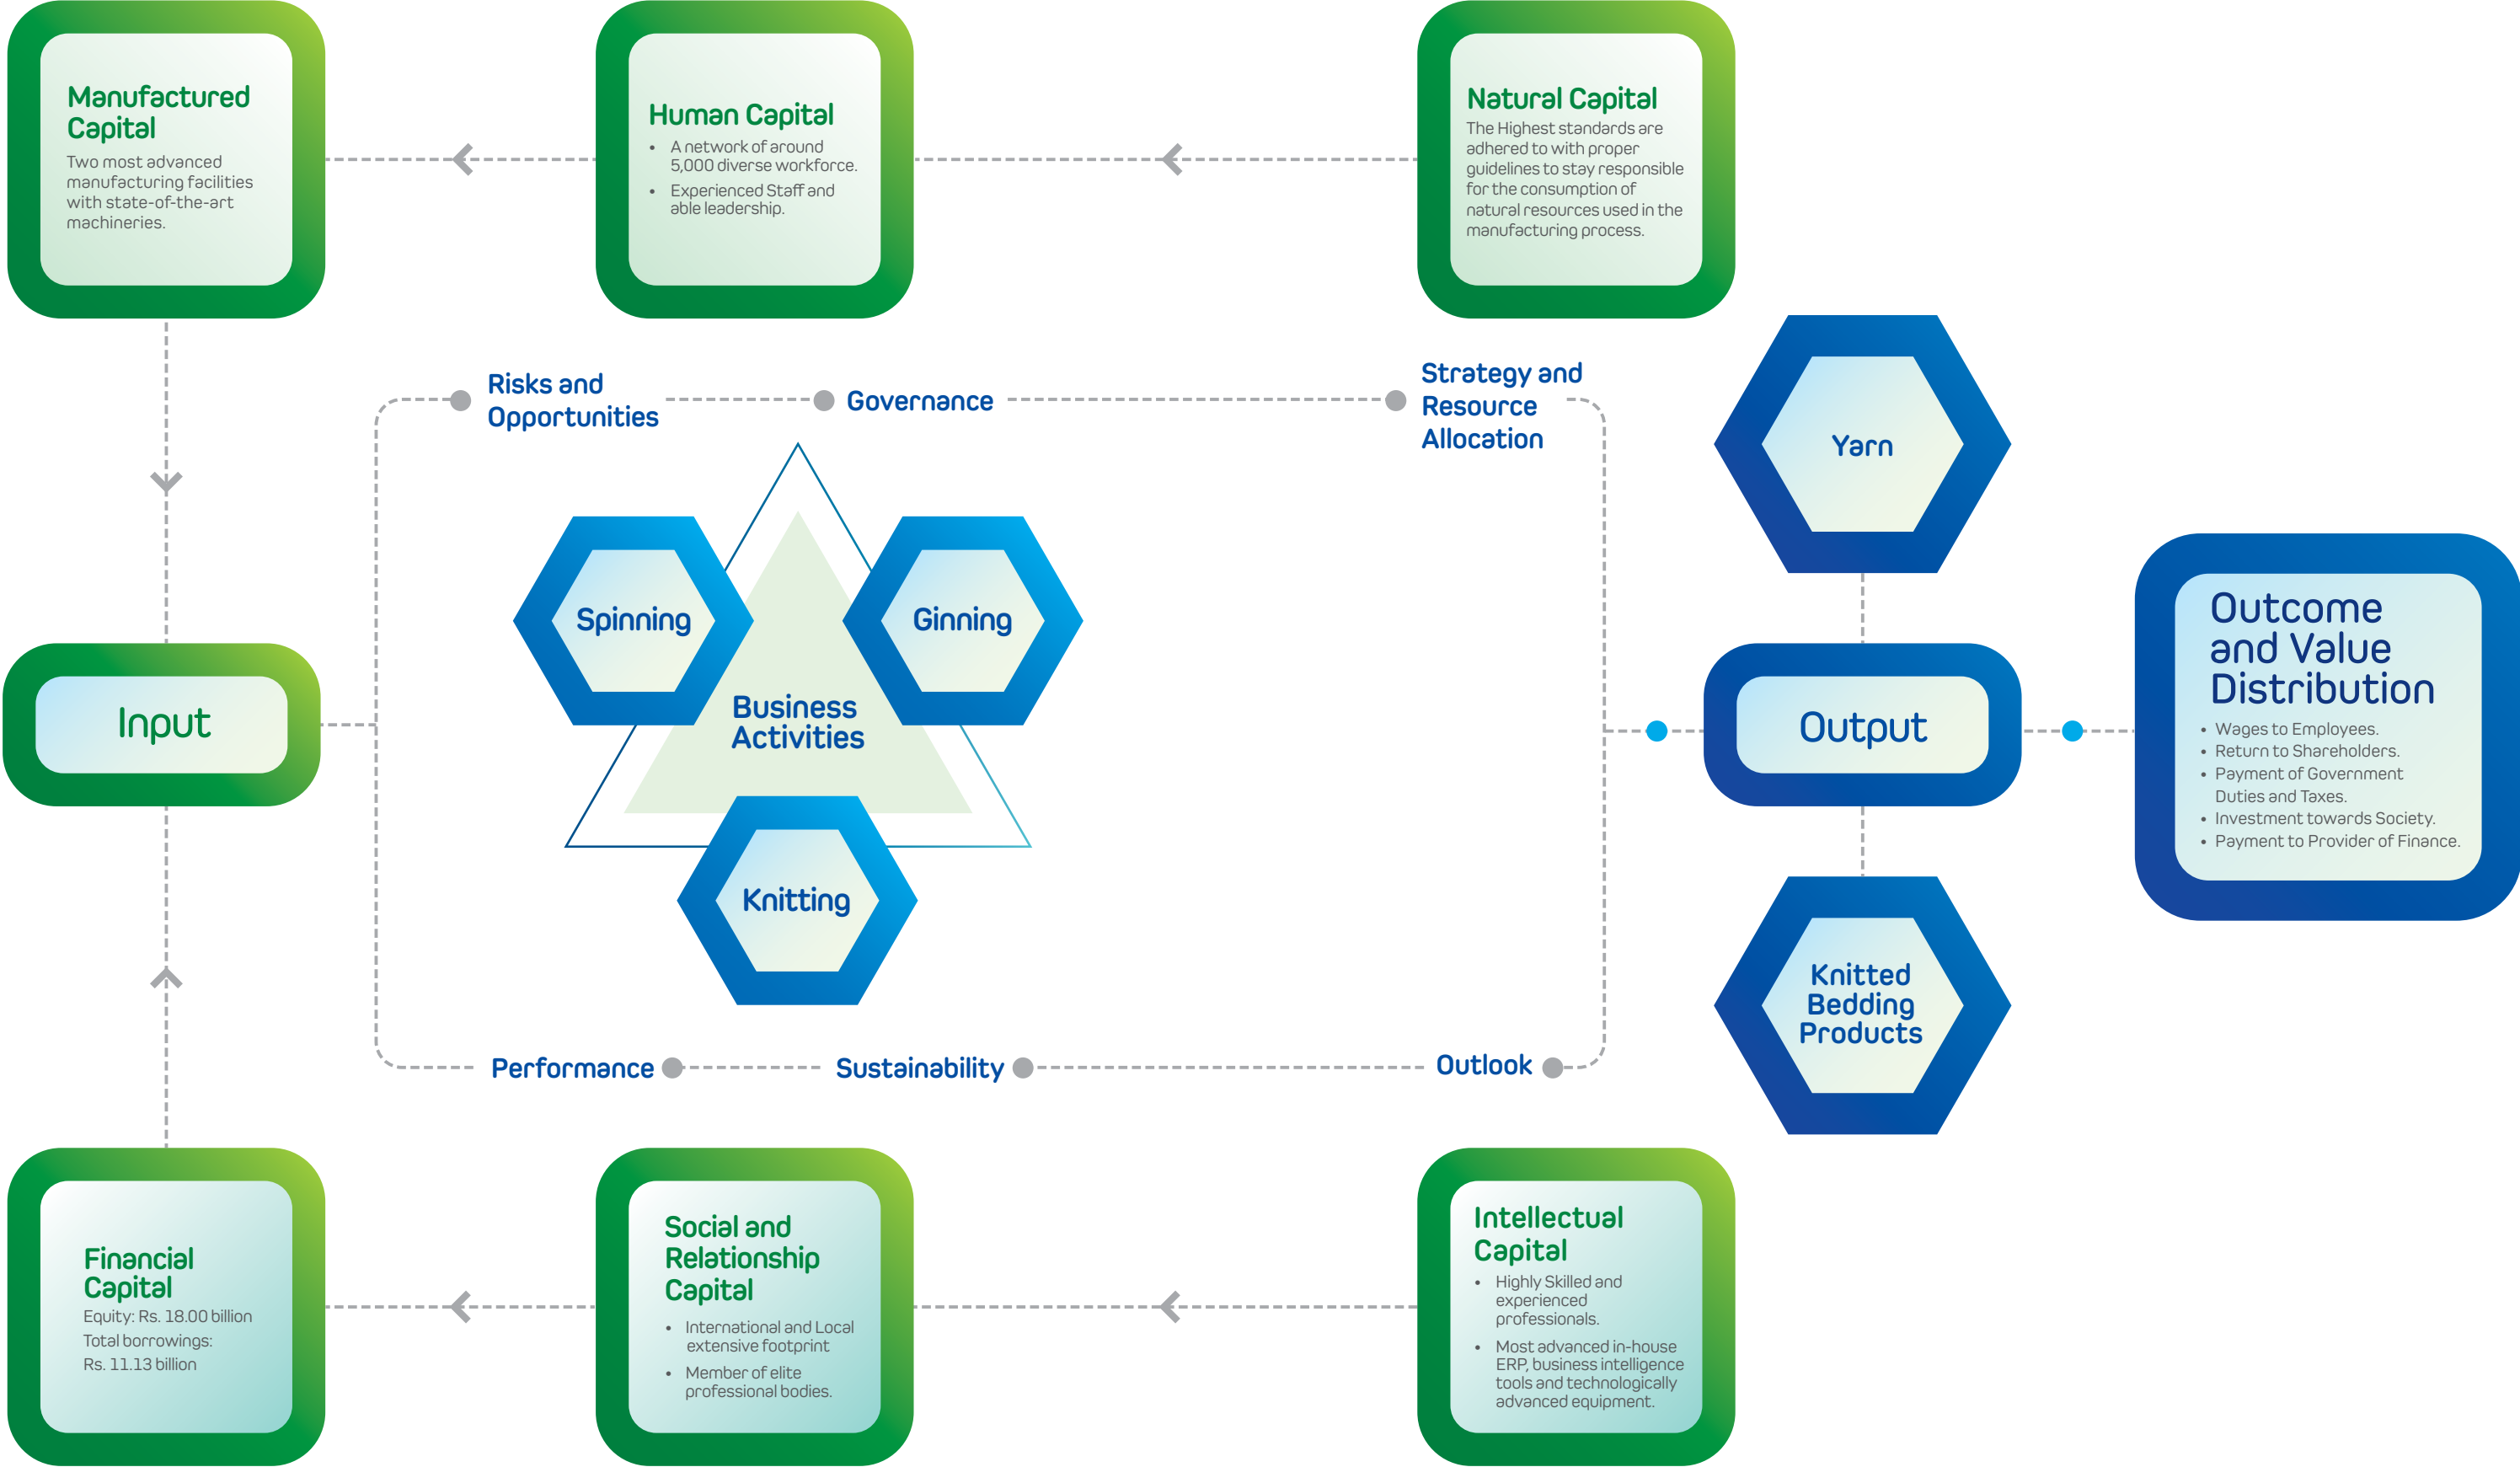 Manufactured
Capital
Two most advanced
manufacturing facilities
with state-of-the-art
machineries.
Human Capital
• A network of around
5,000 diverse workforce.
• Experienced Staff and
able leadership.
Natural Capital
The Highest standards are
adhered to with proper
guidelines to stay responsible
for the consumption of
natural resources used in the
manufacturing process.
Risks and
Opportunities
Governance
Strategy and
Resource
Allocation
Yarn
Spinning
Ginning
Business
Activities
Knitting
Input
Output
Outcome
and Value
Distribution
• Wages to Employees.
• Return to Shareholders.
• Payment of Government
Duties and Taxes.
• Investment towards Society.
• Payment to Provider of Finance.
Knitted
Bedding
Products
Performance
Sustainability
Outlook
Financial
Capital
Equity: Rs. 18.00 billion
Total borrowings:
Rs. 11.13 billion
Social and
Relationship
Capital
• International and Local
extensive footprint
• Member of elite
professional bodies.
Intellectual
Capital
• Highly Skilled and
experienced
professionals.
• Most advanced in-house
ERP, business intelligence
tools and technologically
advanced equipment.